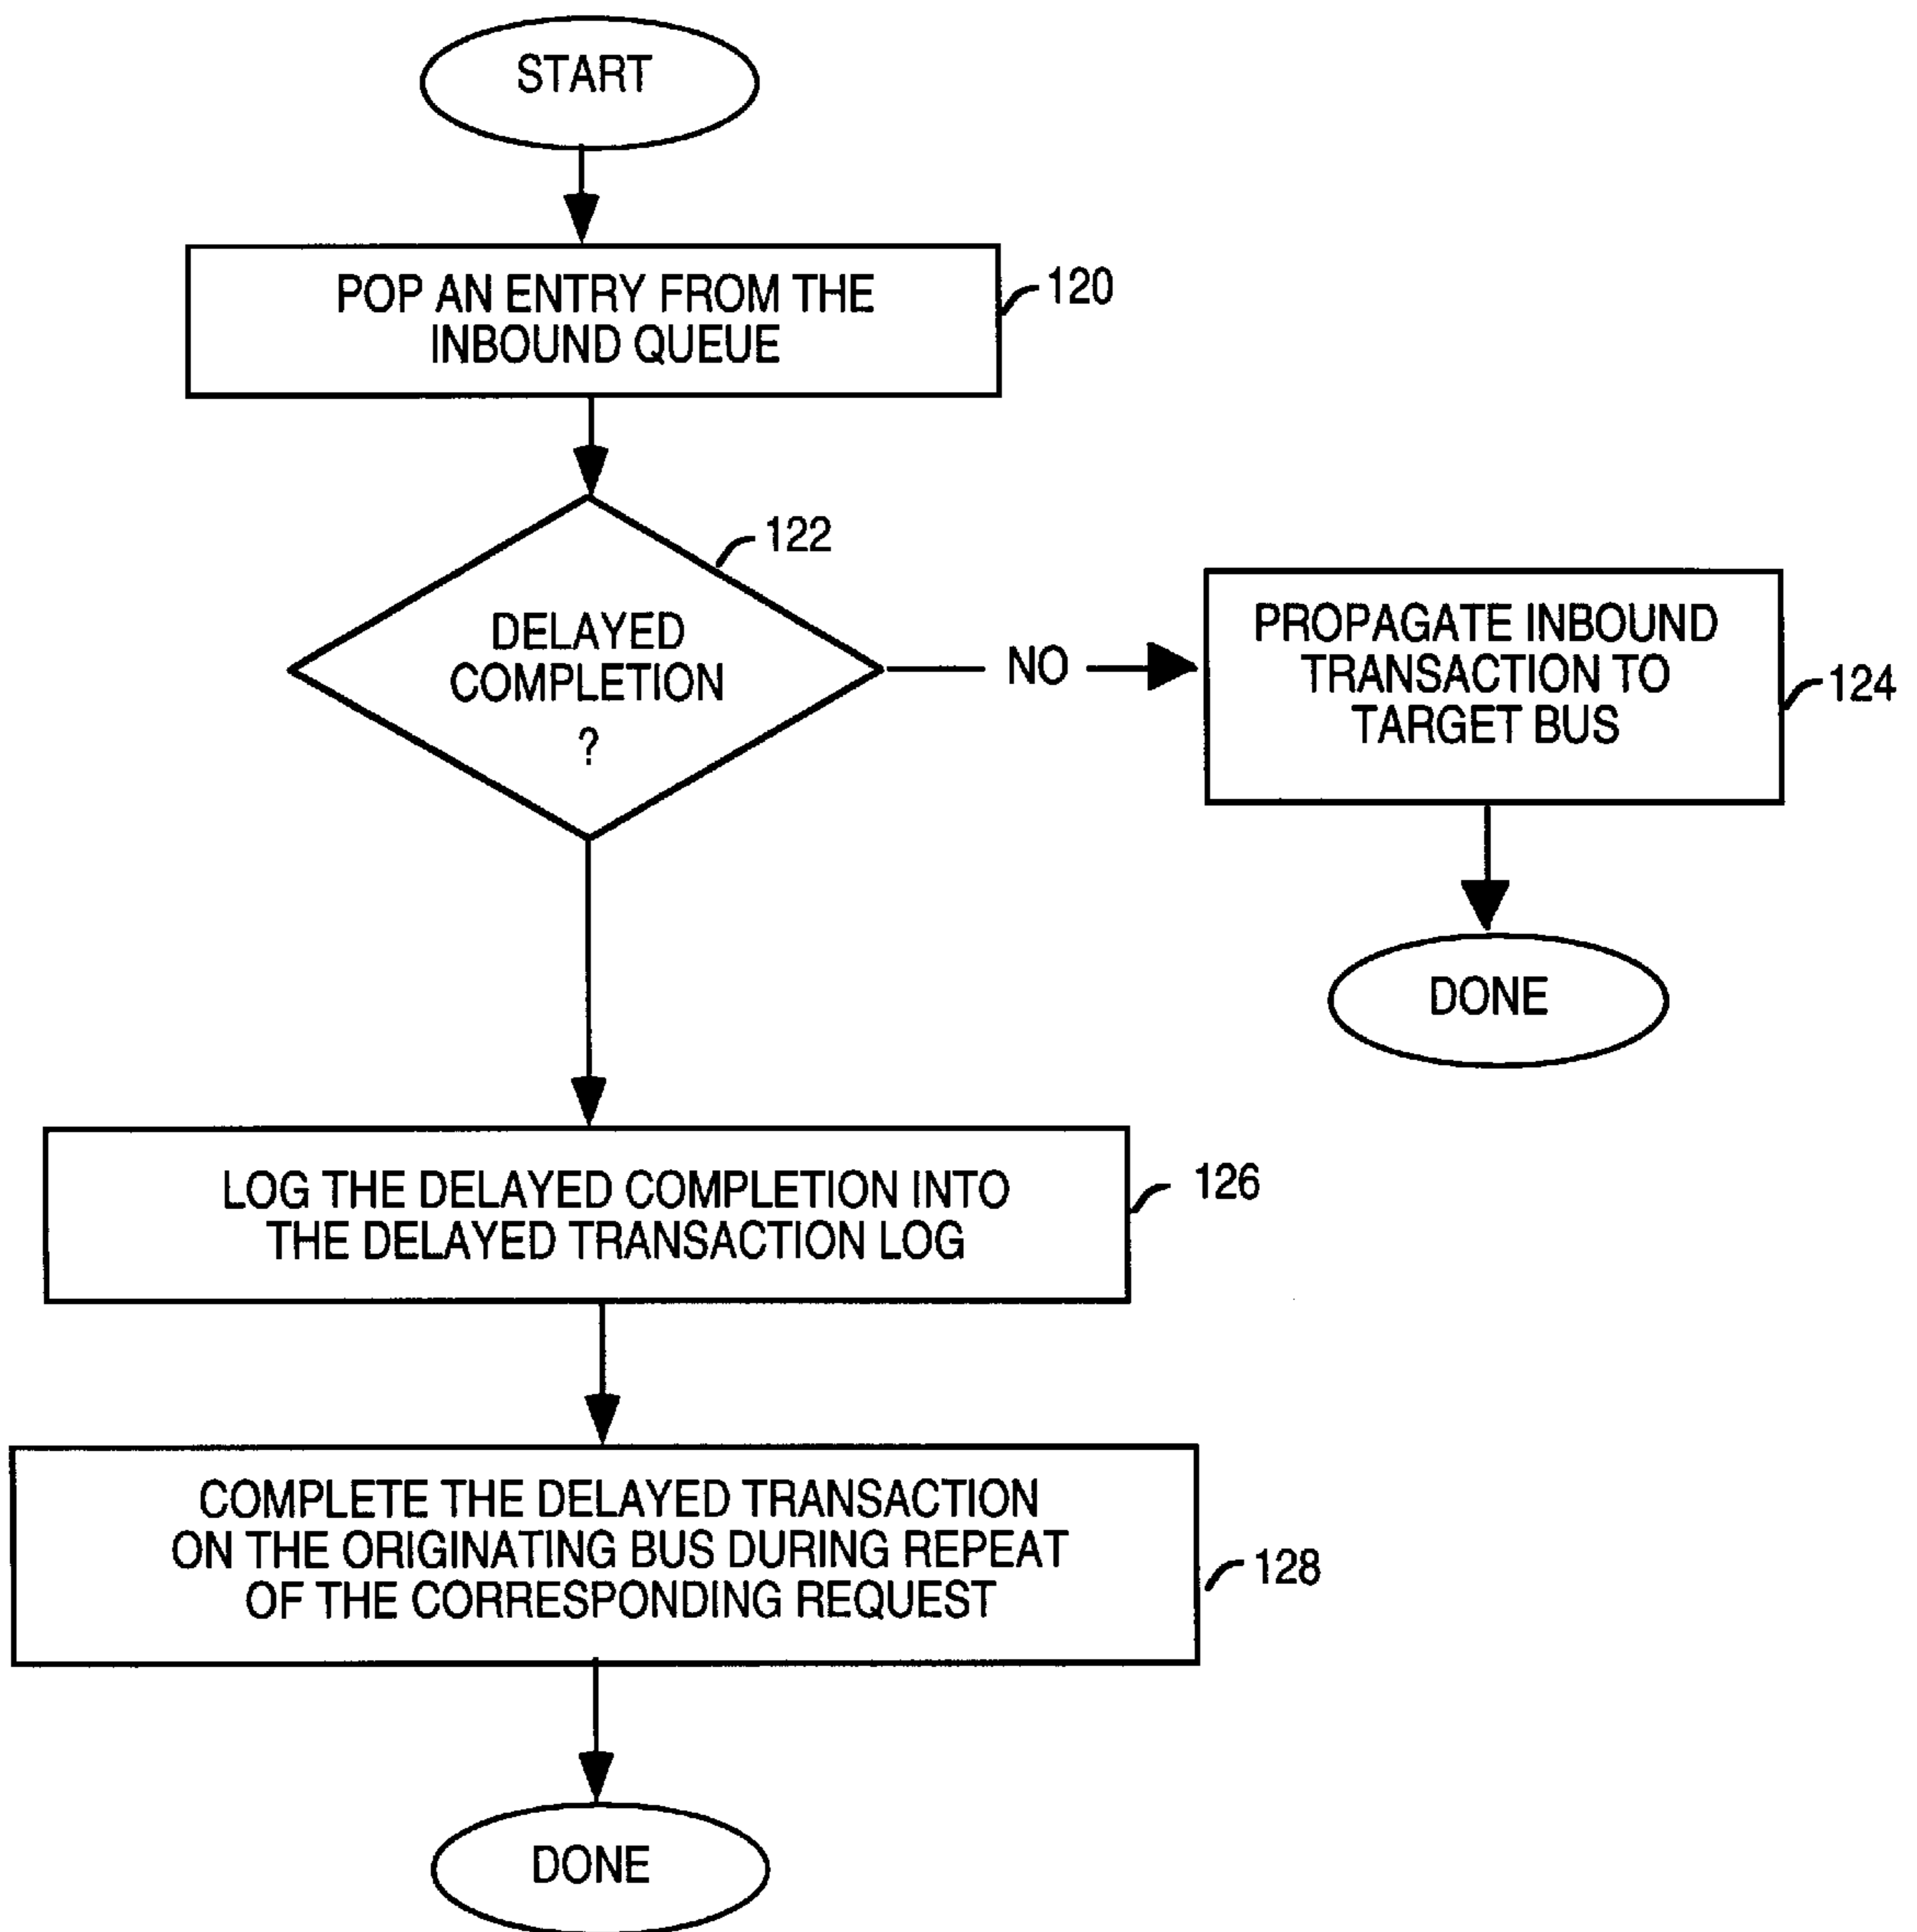 START
POP AN ENTRY FROM THE
INBOUND QUEUE
120
122
DELAYED
COMPLETION
?
NO
PROPAGATE INBOUND
TRANSACTION TO
TARGET BUS
124
DONE
LOG THE DELAYED COMPLETION INTO
THE DELAYED TRANSACTION LOG
126
COMPLETE THE DELAYED TRANSACTION
ON THE ORIGINATING BUS DURING REPEAT
OF THE CORRESPONDING REQUEST
128
DONE